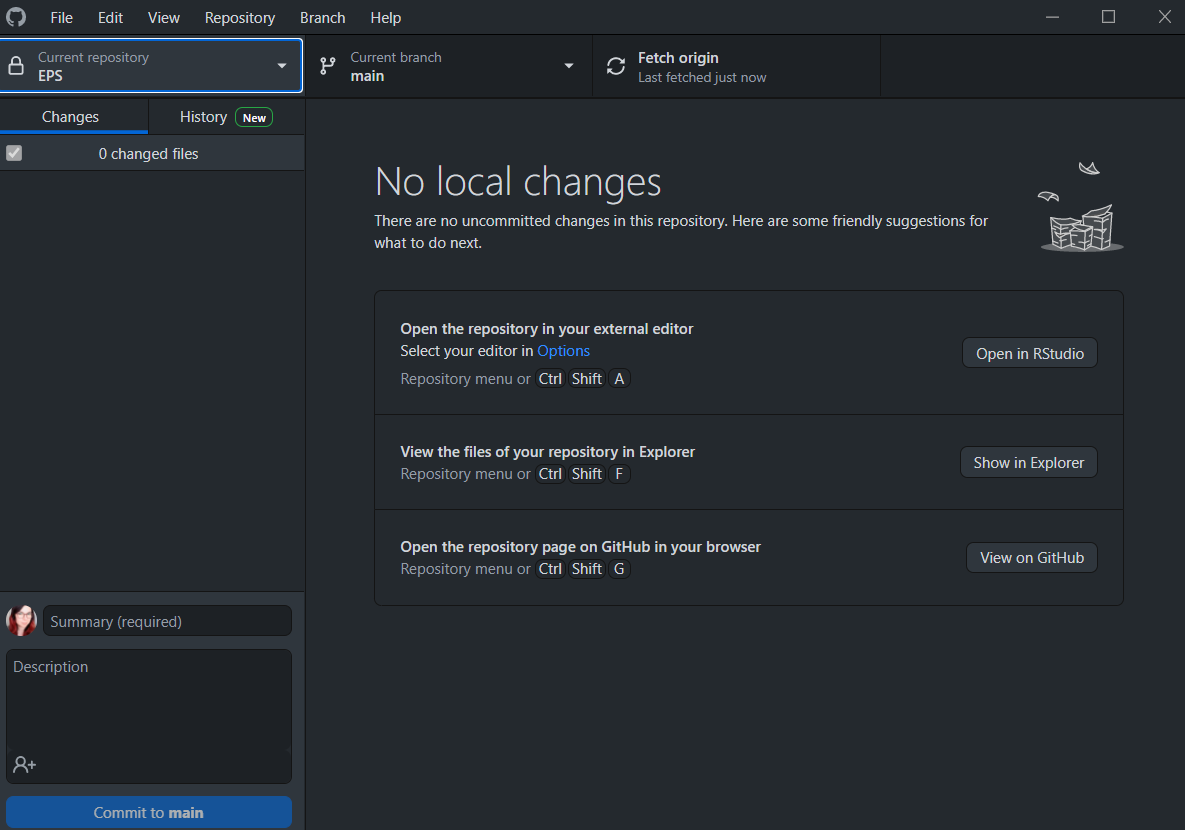 File Edit View Repository Branch Help
Current repository
EPS
Current branch
main
Fetch origin
Last fetched just now
Changes
History New
0 changed files
No local changes
There are no uncommitted changes in this repository. Here are some friendly suggestions for
what to do next.
Open the repository in your external editor
Select your editor in Options
Repository menu or Ctrl Shift A
Open in RStudio
View the files of your repository in Explorer
Repository menu or Ctrl Shift F
Show in Explorer
Open the repository page on GitHub in your browser
Repository menu or Ctrl Shift G
View on GitHub
Summary (required)
Description
Commit to main